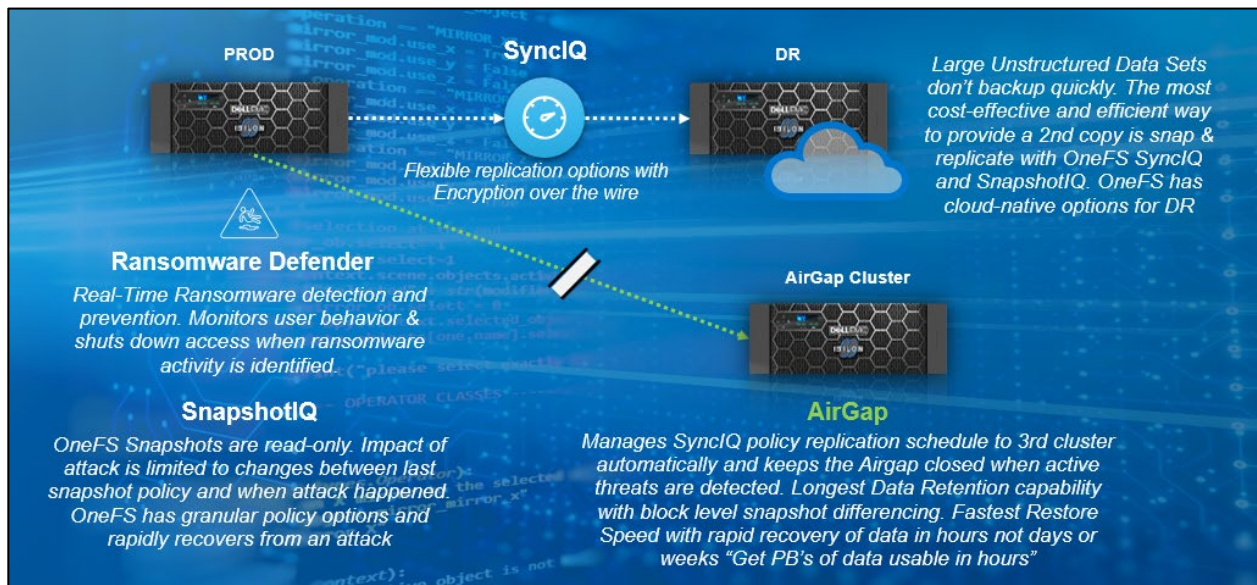 PROD
SyncIQ
DR
DELLEMC
ISILON
DELLEMC
ISILON
Flexible replication options with
Encryption over the wire
Large Unstructured Data Sets
don't backup quickly. The most
cost-effective and efficient way
to provide a 2nd copy is snap &
replicate with OneFS SyncIQ
and SnapshotIQ. OneFS has
cloud-native options for DR
Ransomware Defender
Real-Time Ransomware detection and
prevention. Monitors user behavior &
shuts down access when ransomware
activity is identified.
AirGap Cluster
DELLEMC
ISILON
SnapshotIQ
OneFS Snapshots are read-only. Impact of
attack is limited to changes between last
snapshot policy and when attack happened.
OneFS has granular policy options and
rapidly recovers from an attack
AirGap
Manages SyncIQ policy replication schedule to 3rd cluster
automatically and keeps the Airgap closed when active
threats are detected. Longest Data Retention capability
with block level snapshot differencing. Fastest Restore
Speed with rapid recovery of data in hours not days or
weeks “Get PB's of data usable in hours”